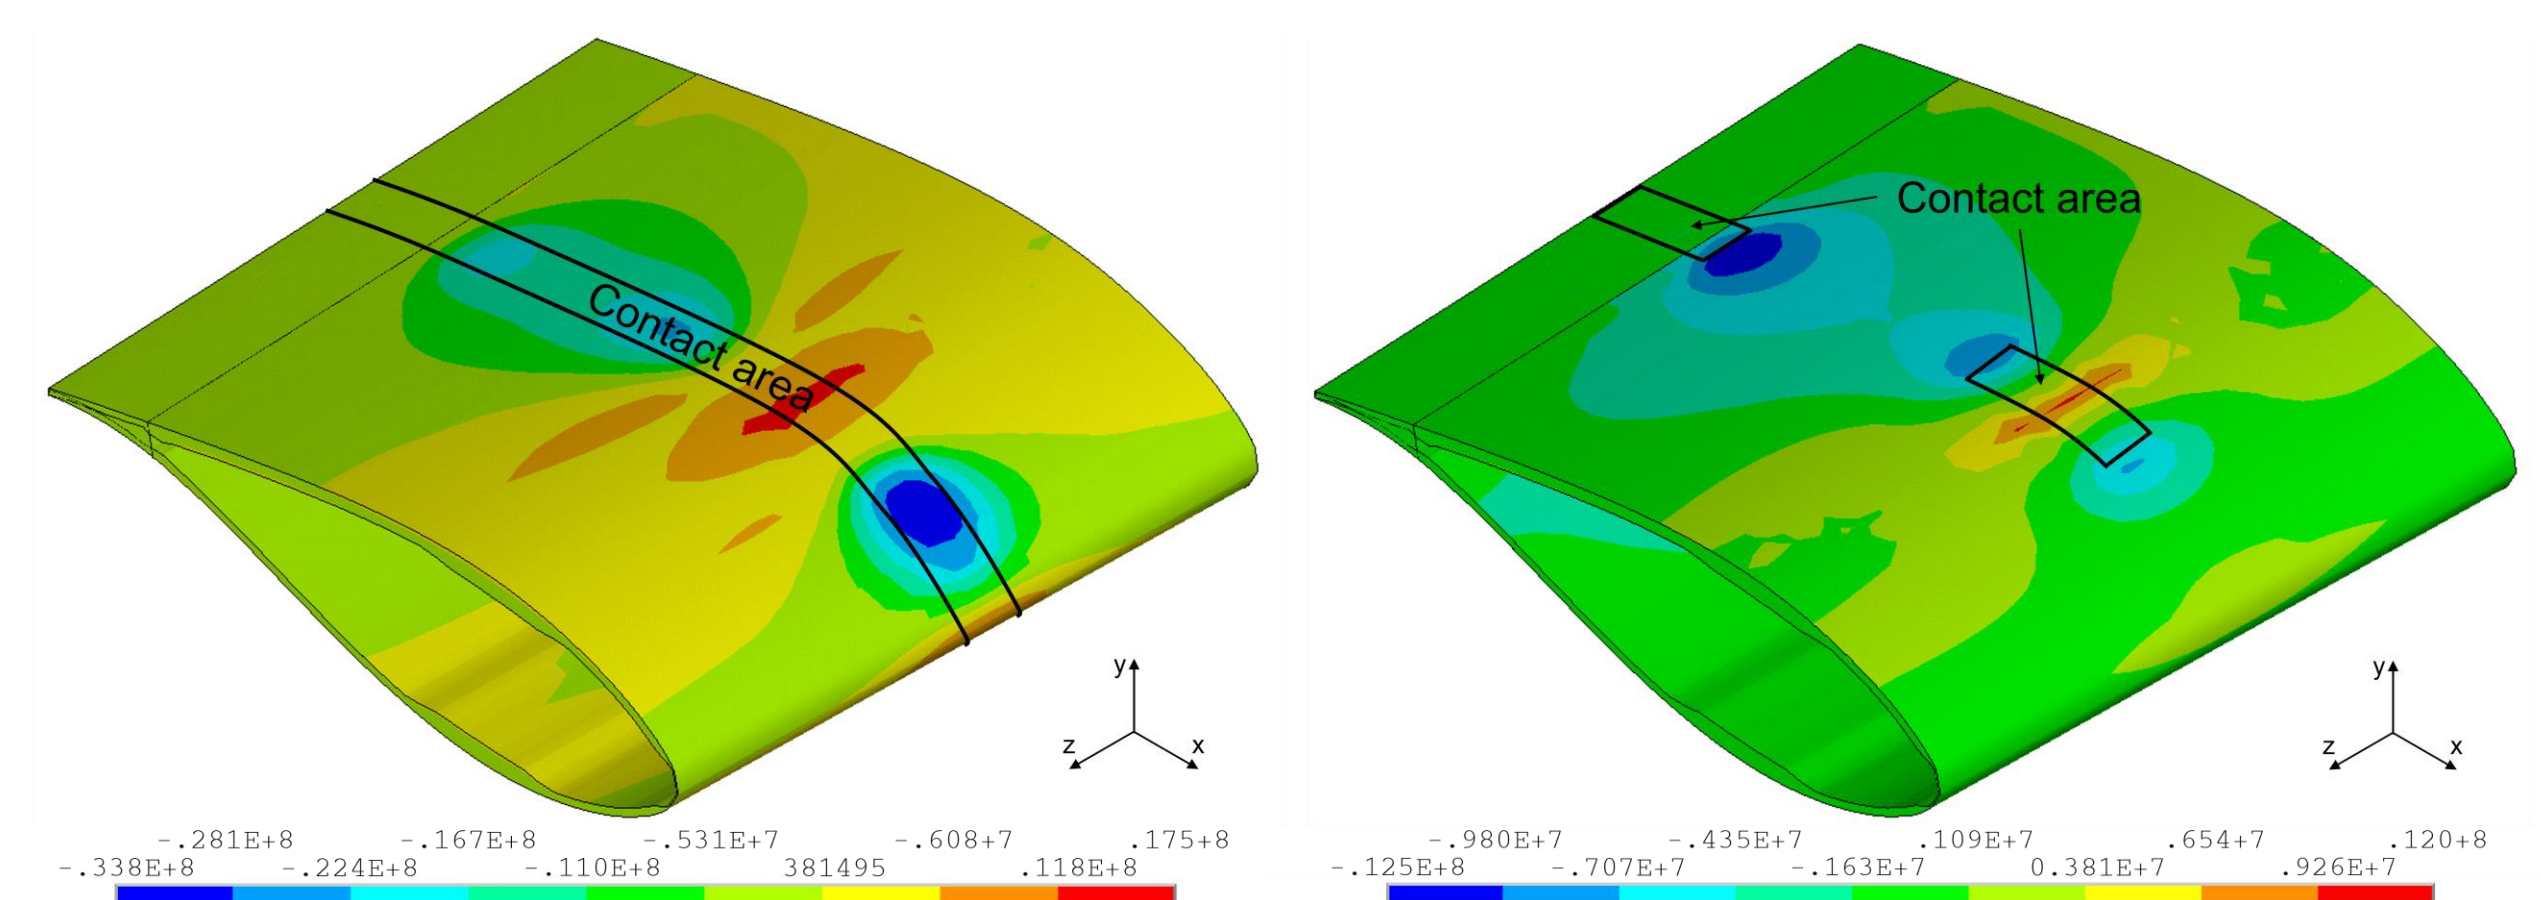 Contact area
y
z
x
-.281E+8 -.167E+8 -.531E+7 -.608+7 .175+8
-.338E+8 -.224E+8 -.110E+8 381495 .118E+8
Contact area
y
z
x
-.980E+7 -.435E+7 .109E+7 .654+7 .120+8
-.125E+8 -.707E+7 -.163E+7 0.381E+7 .926E+7